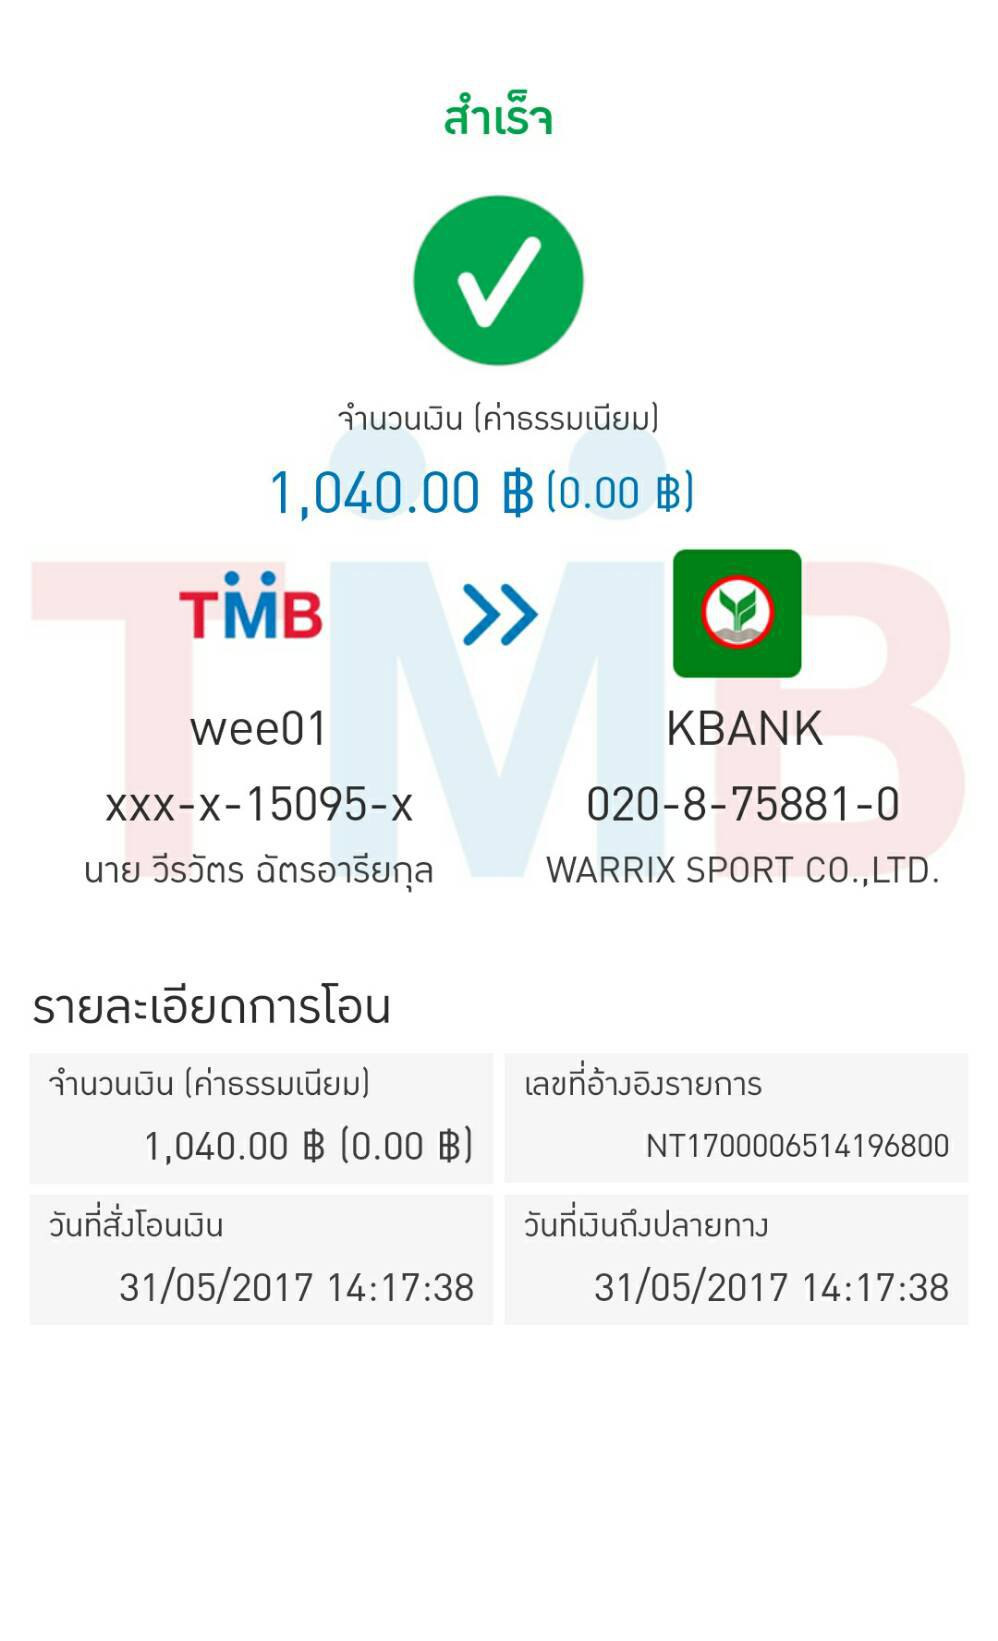 สำเร็จ
จำนวนเงิน (ค่าธรรมเนียม)
1,040.00 ฿ (0.00 ฿)
TMB
wee01
KBANK
xxx-x-15095-x
020-8-75881-0
นาย วีรวัตร ฉัตรอารียกุล
WARRIX SPORT CO.,LTD.
รายละเอียดการโอน
จำนวนเงิน (ค่าธรรมเนียม)
1,040.00 ฿ (0.00 ฿)
เลขที่อ้างอิงรายการ
NT1700006514196800
วันที่สั่งโอนเงิน
31/05/2017 14:17:38
วันที่เงินถึงปลายทาง
31/05/2017 14:17:38
TMB